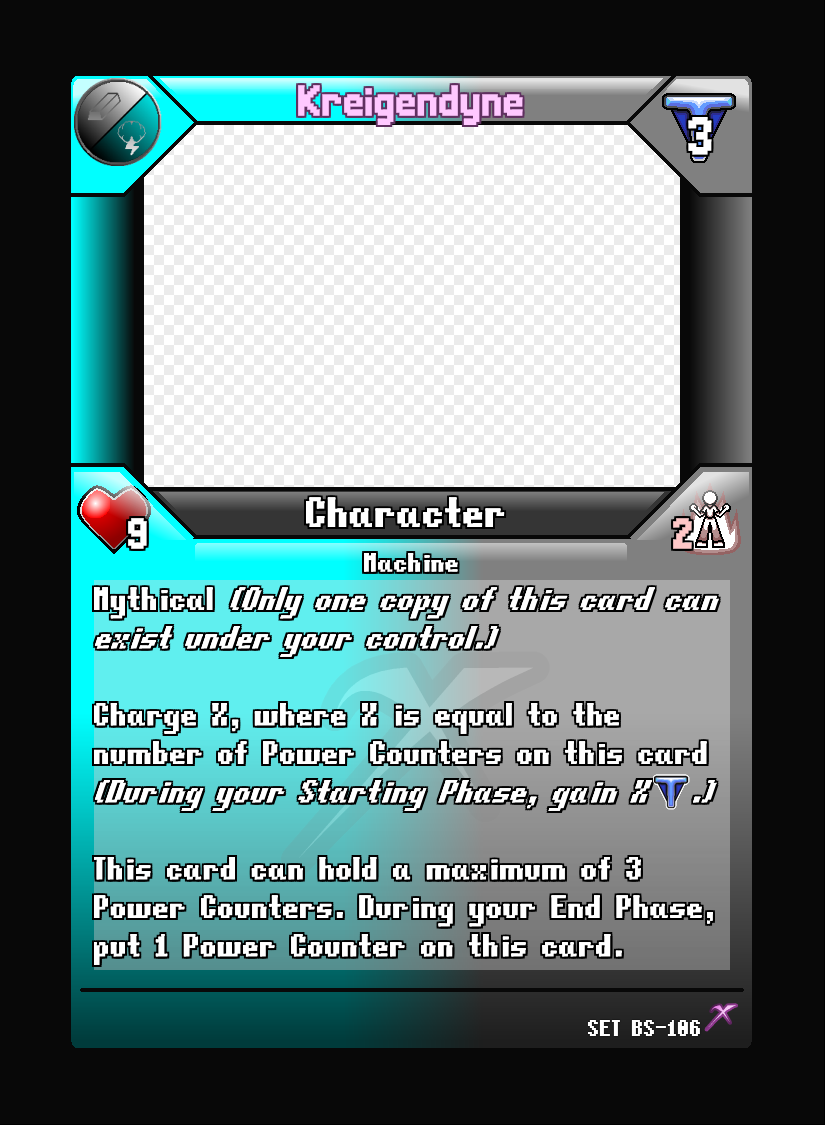 Kreigendyne
3
Character
9
2
Machine
Mythical (Only one copy of this card can
exist under your control.)
Charge X, where X is equal to the
number of Power Counters on this card
(During your Starting Phase, gain X .)
This card can hold a maximum of 3
Power Counters. During your End Phase,
put 1 Power Counter on this card.
SET BS-106